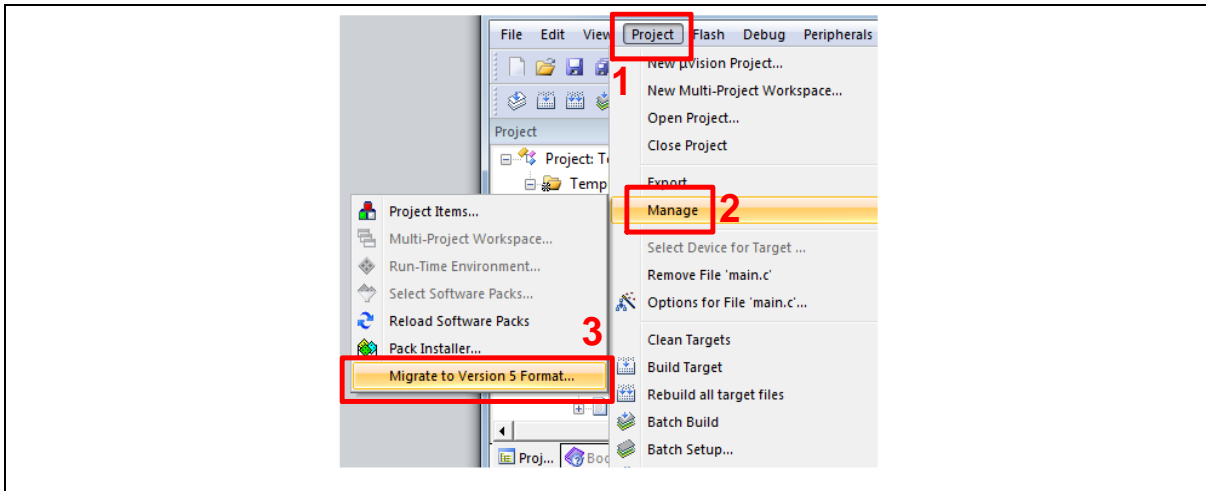 File Edit View Project Flash Debug Peripherals
1
New µVision Project...
New Multi-Project Workspace...
Open Project...
Close Project
Export
Manage
2
Select Device for Target ...
Remove File 'main.c'
Options for File 'main.c'...
Clean Targets
Build Target
Rebuild all target files
Batch Build
Batch Setup...
Project
Project:
Temp
Project Items...
Multi-Project Workspace...
Run-Time Environment...
Select Software Packs...
Reload Software Packs
Pack Installer...
3
Migrate to Version 5 Format...
Proj...